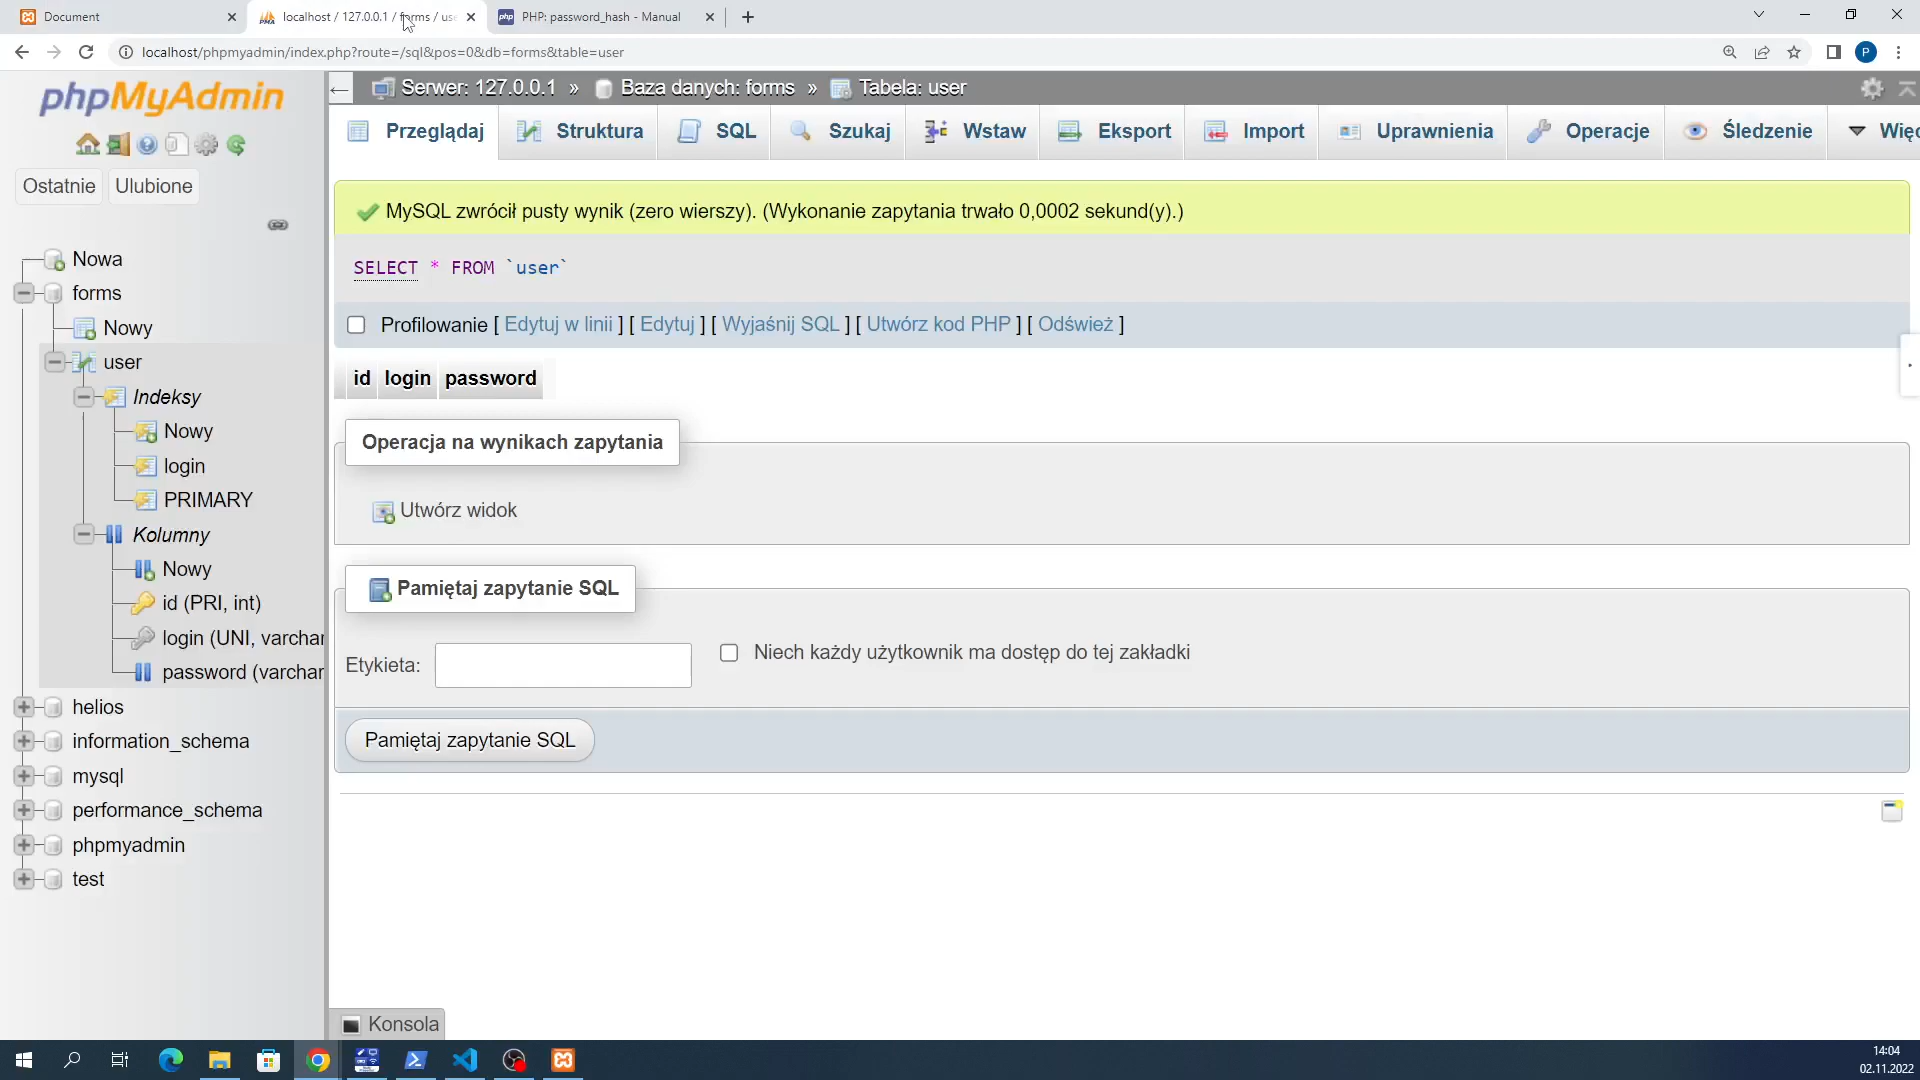 Document
localhost / 127.0.0.1 / forms / use
PHP: password_hash - Manual
localhost/phpmyadmin/index.php?route=/sql&pos=0&db=forms&table=user
P
phpMyAdmin
Ostatnie
Ulubione
Nowa
forms
Nowy
user
Indeksy
Nowy
login
PRIMARY
Kolumny
Nowy
id (PRI, int)
login (UNI, varchar
password (varchar
helios
information_schema
mysql
performance_schema
phpmyadmin
test
Serwer: 127.0.0.1 » Baza danych: forms » Tabela: user
Przeglądaj
Struktura
SQL
Szukaj
Wstaw
Eksport
Import
Uprawnienia
Operacje
Śledzenie
Więc
MySQL zwrócił pusty wynik (zero wierszy). (Wykonanie zapytania trwało 0,0002 sekund(y).)
SELECT * FROM `user`
Profilowanie [ Edytuj w linii ] [ Edytuj ] [ Wyjaśnij SQL ] [ Utwórz kod PHP ] [ Odśwież ]
id login password
Operacja na wynikach zapytania
Utwórz widok
Pamiętaj zapytanie SQL
Etykieta:
Niech każdy użytkownik ma dostęp do tej zakładki
Pamiętaj zapytanie SQL
Konsola
14:04
02.11.2022